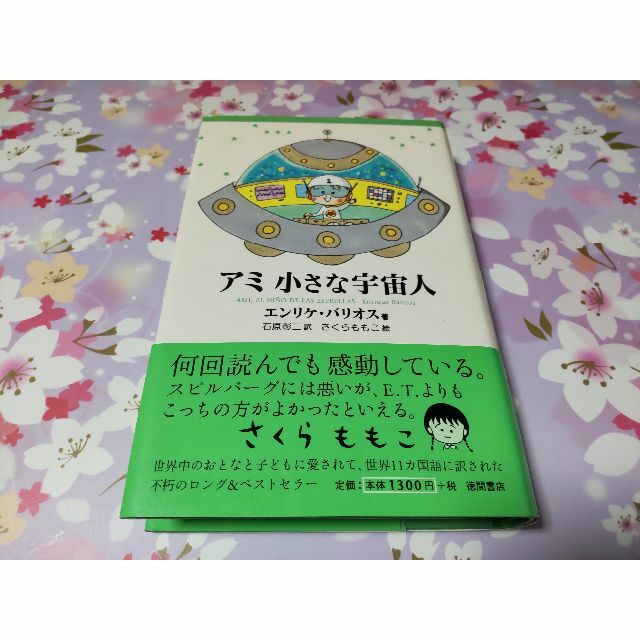 アミ 小さな宇宙人
AMI, EL NIÑO DE LAS ESTRELLAS Enrique Barrios
エンリケ・バリオス著
石原彰二訳 さくらももこ絵
何回読んでも感動している。
スピルバーグには悪いが、E.T.よりも
こっちの方がよかったといえる。
さくらももこ
世界中のおとなと子どもに愛されて、世界11カ国語に訳された
不朽のロング&ベストセラー 定価：本体1300円+税 徳間書店